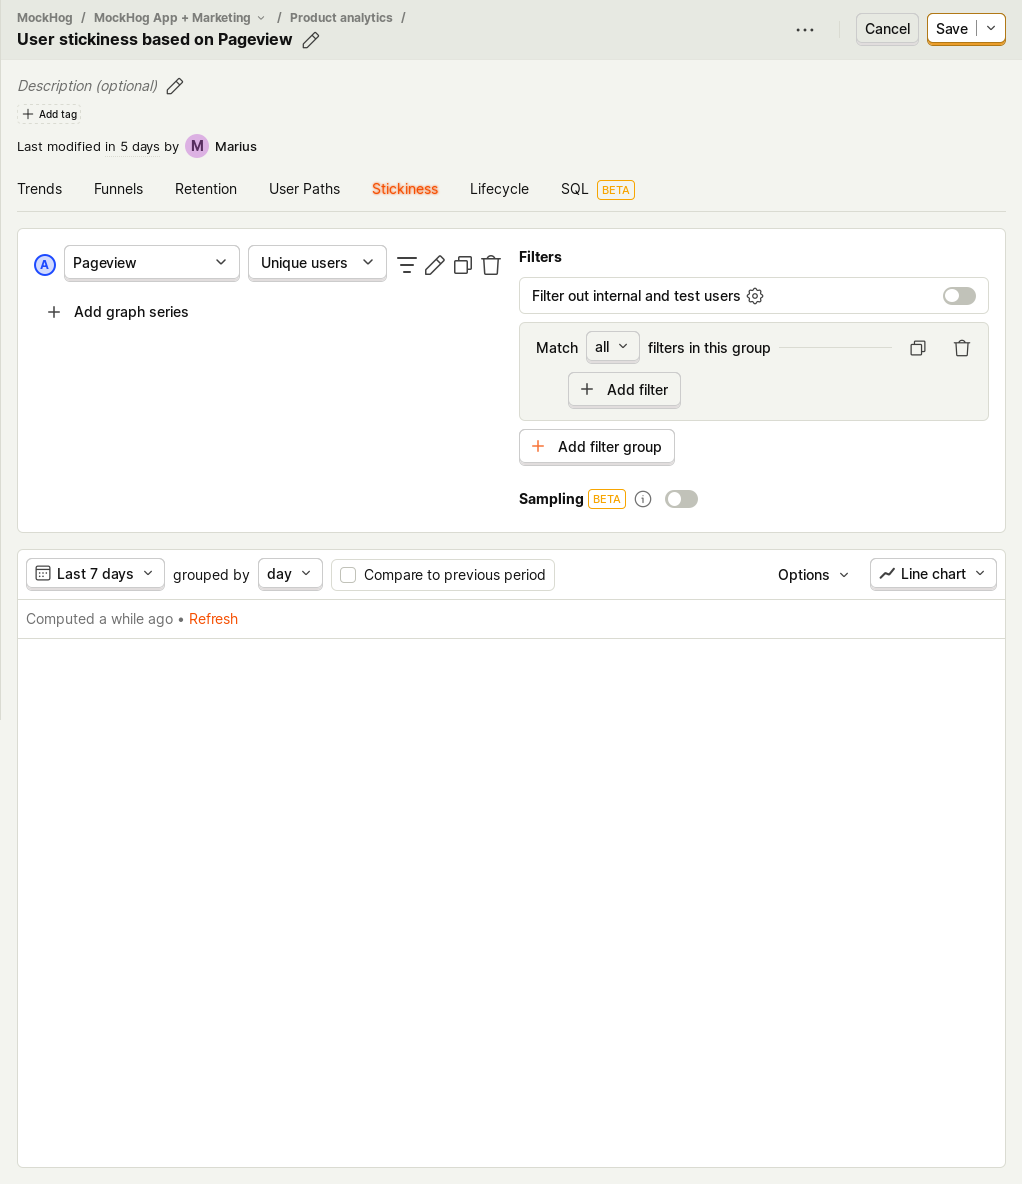 MockHog / MockHog App + Marketing / Product analytics /
User stickiness based on Pageview
Cancel
Save
Description (optional)
Add tag
Last modified in 5 days by M Marius
Trends Funnels Retention User Paths Stickiness Lifecycle SQL BETA
A Pageview Unique users
Add graph series
Filters
Filter out internal and test users
Match all filters in this group
Add filter
Add filter group
Sampling BETA
Last 7 days grouped by day Compare to previous period Options Line chart
Computed a while ago • Refresh